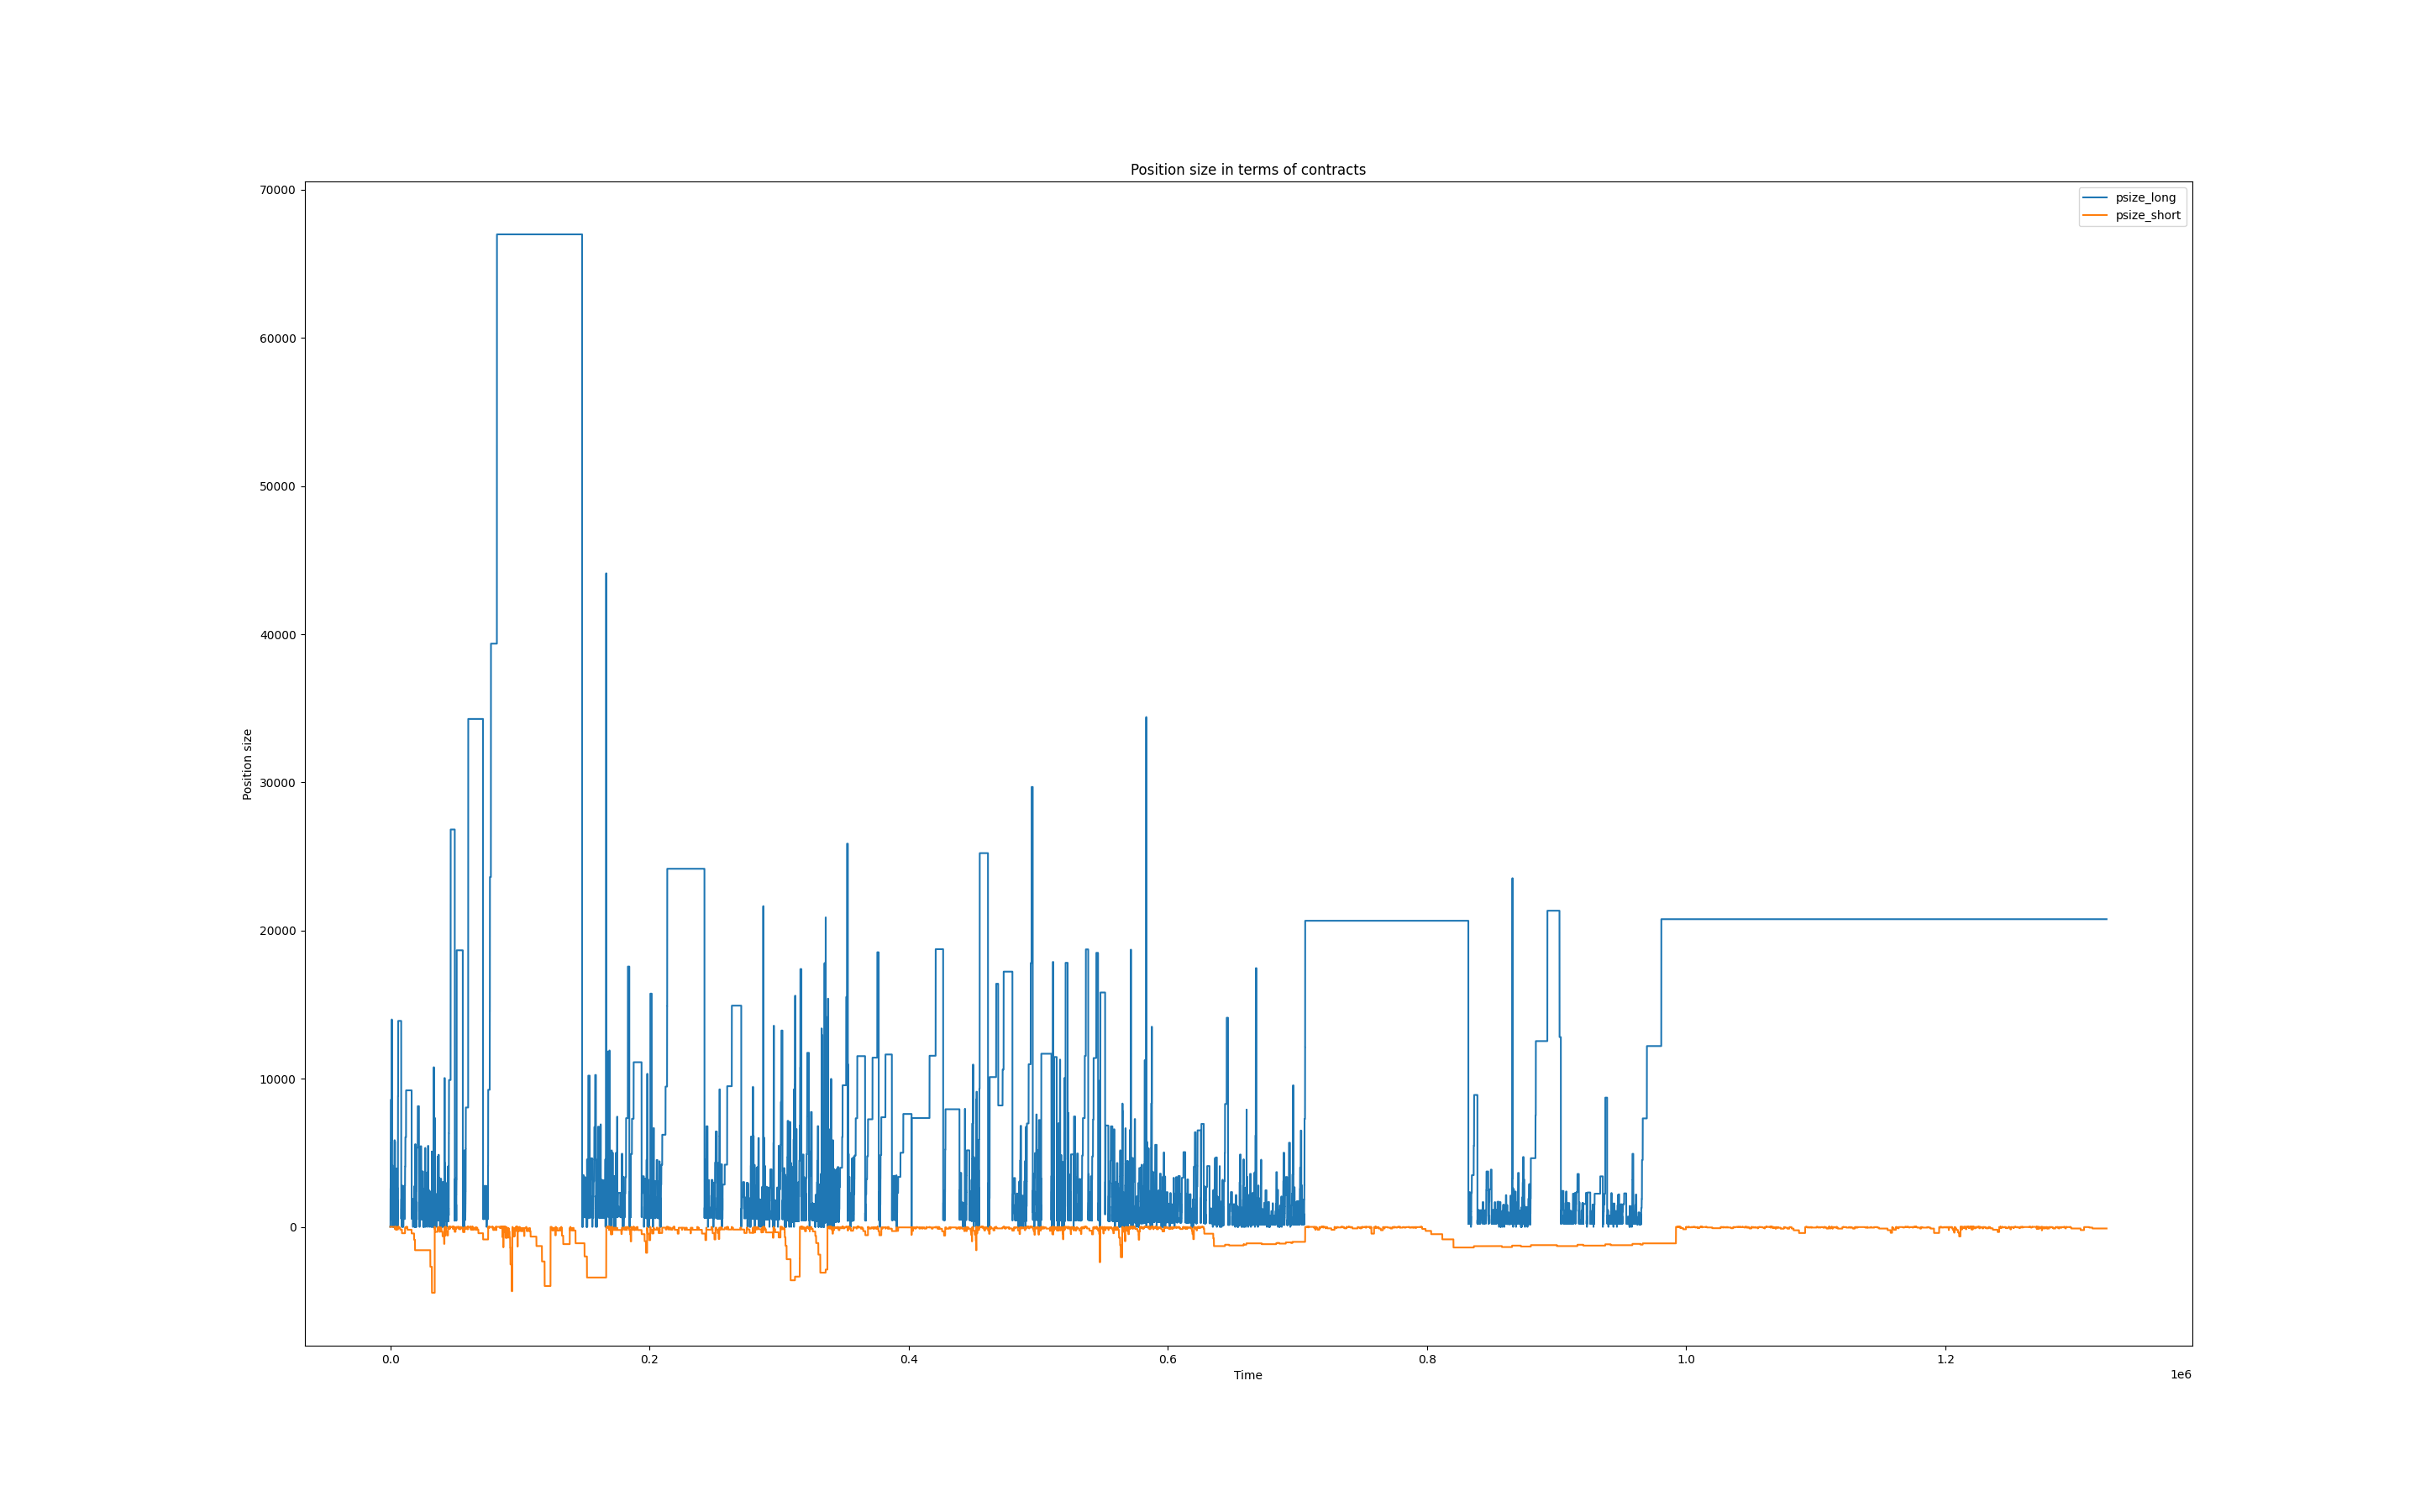 Position size in terms of contracts
psize_long
psize_short
70000
60000
50000
40000
30000
20000
10000
0
Position size
0.0 0.2 0.4 0.6 0.8 1.0 1.2
Time
1e6